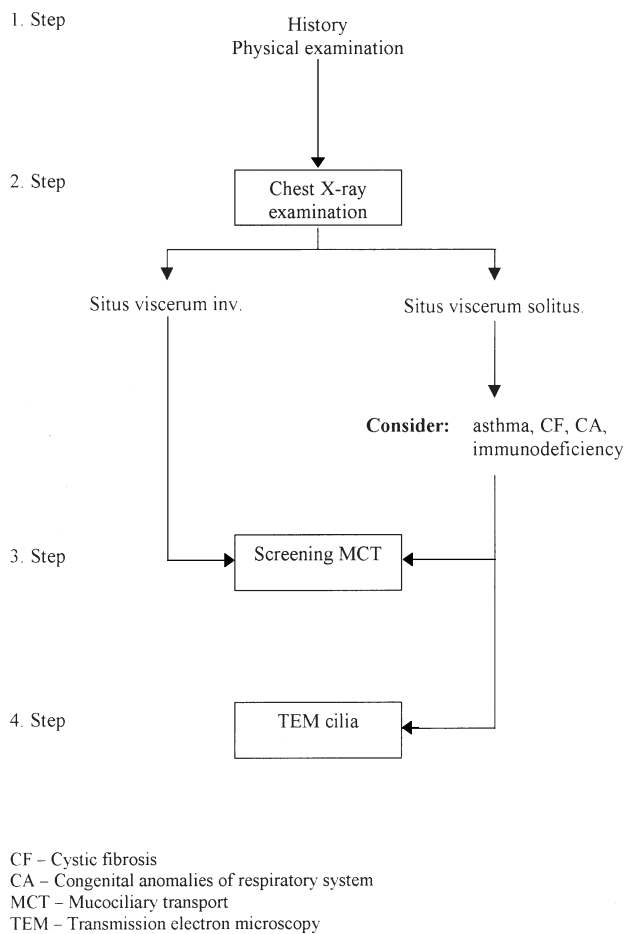 1. Step
History
Physical examination
2. Step
Chest X-ray
examination
Situs viscerum inv.
Situs viscerum solitus.
Consider: asthma, CF, CA,
immunodeficiency
3. Step
Screening MCT
4. Step
TEM cilia
CF – Cystic fibrosis
CA – Congenital anomalies of respiratory system
MCT – Mucociliary transport
TEM – Transmission electron microscopy